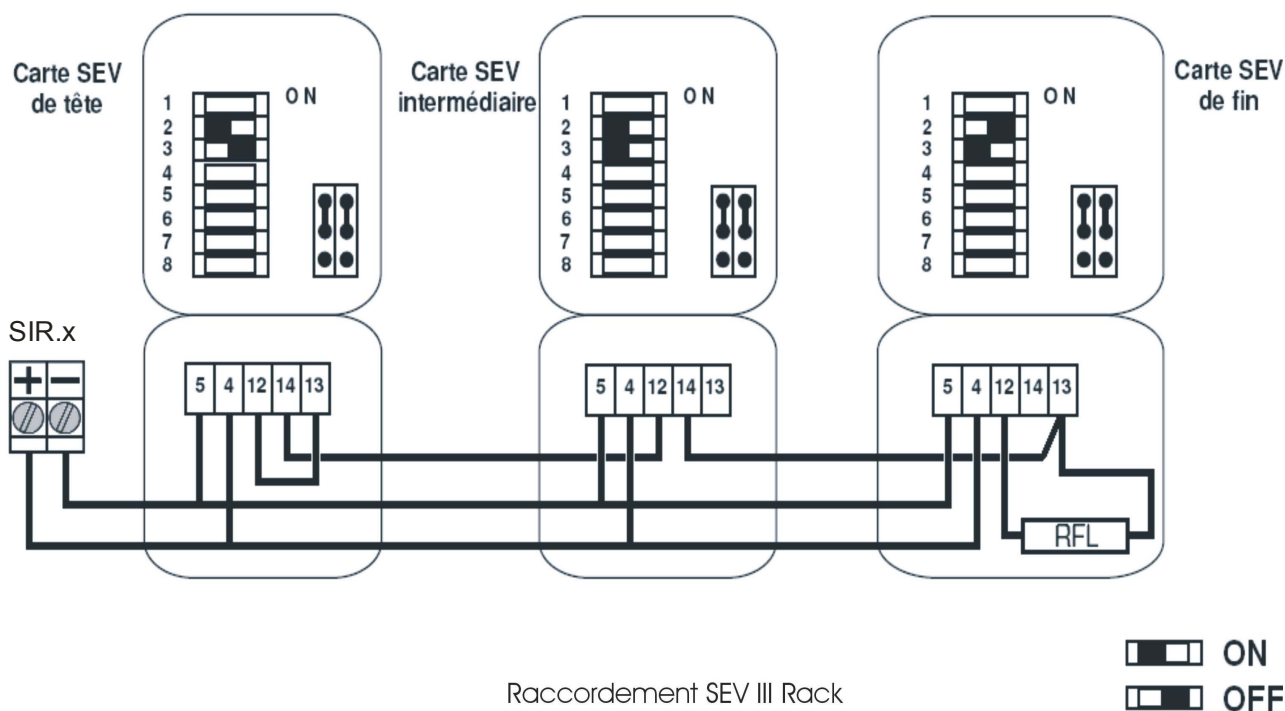 Carte SEV
de tête
1
2
3
4
5
6
7
8
O N
Carte SEV
intermédiaire
1
2
3
4
5
6
7
8
O N
1
2
3
4
5
6
7
8
O N
Carte SEV
de fin
SIR.x
+ −
5 4 12 14 13
5 4 12 14 13
5 4 12 14 13
RFL
Raccordement SEV III Rack
ON
OFF